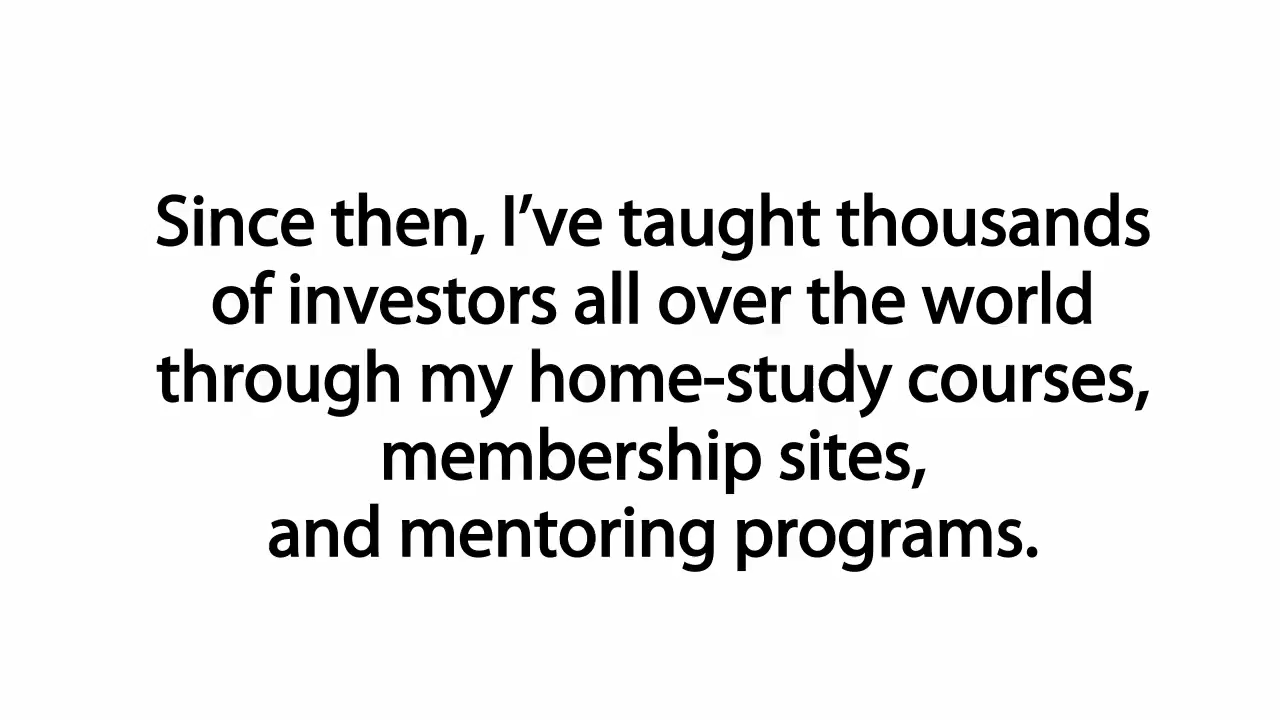 Since then, I’ve taught thousands
of investors all over the world
through my home-study courses,
membership sites,
and mentoring programs.